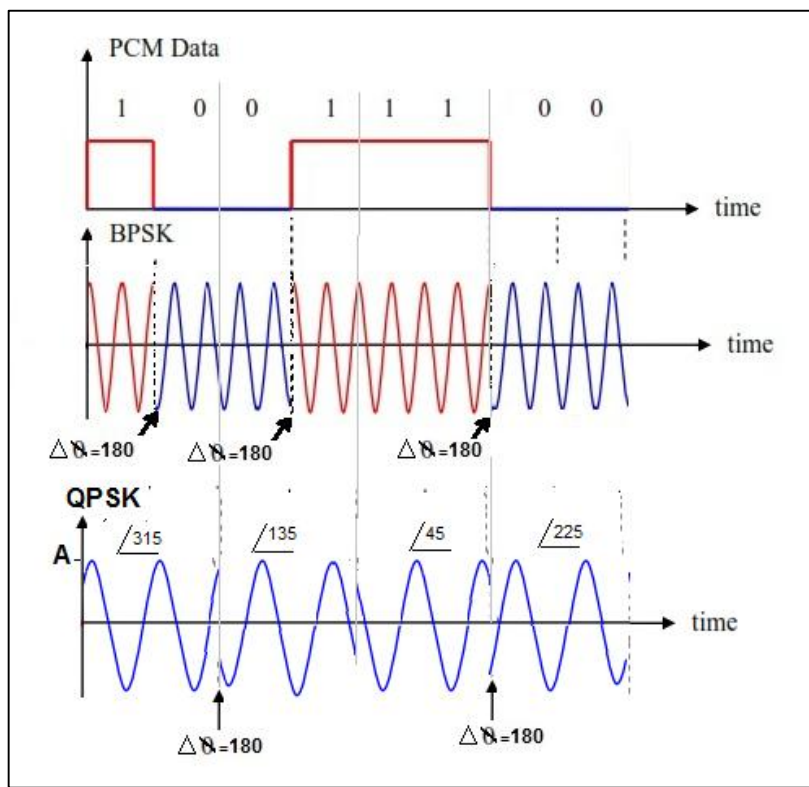 PCM Data
1 0 0 1 1 1 0 0
time
BPSK
time
△θ=180 △θ=180 △θ=180
QPSK
315 135 45 225
A
time
△θ=180 △θ=180